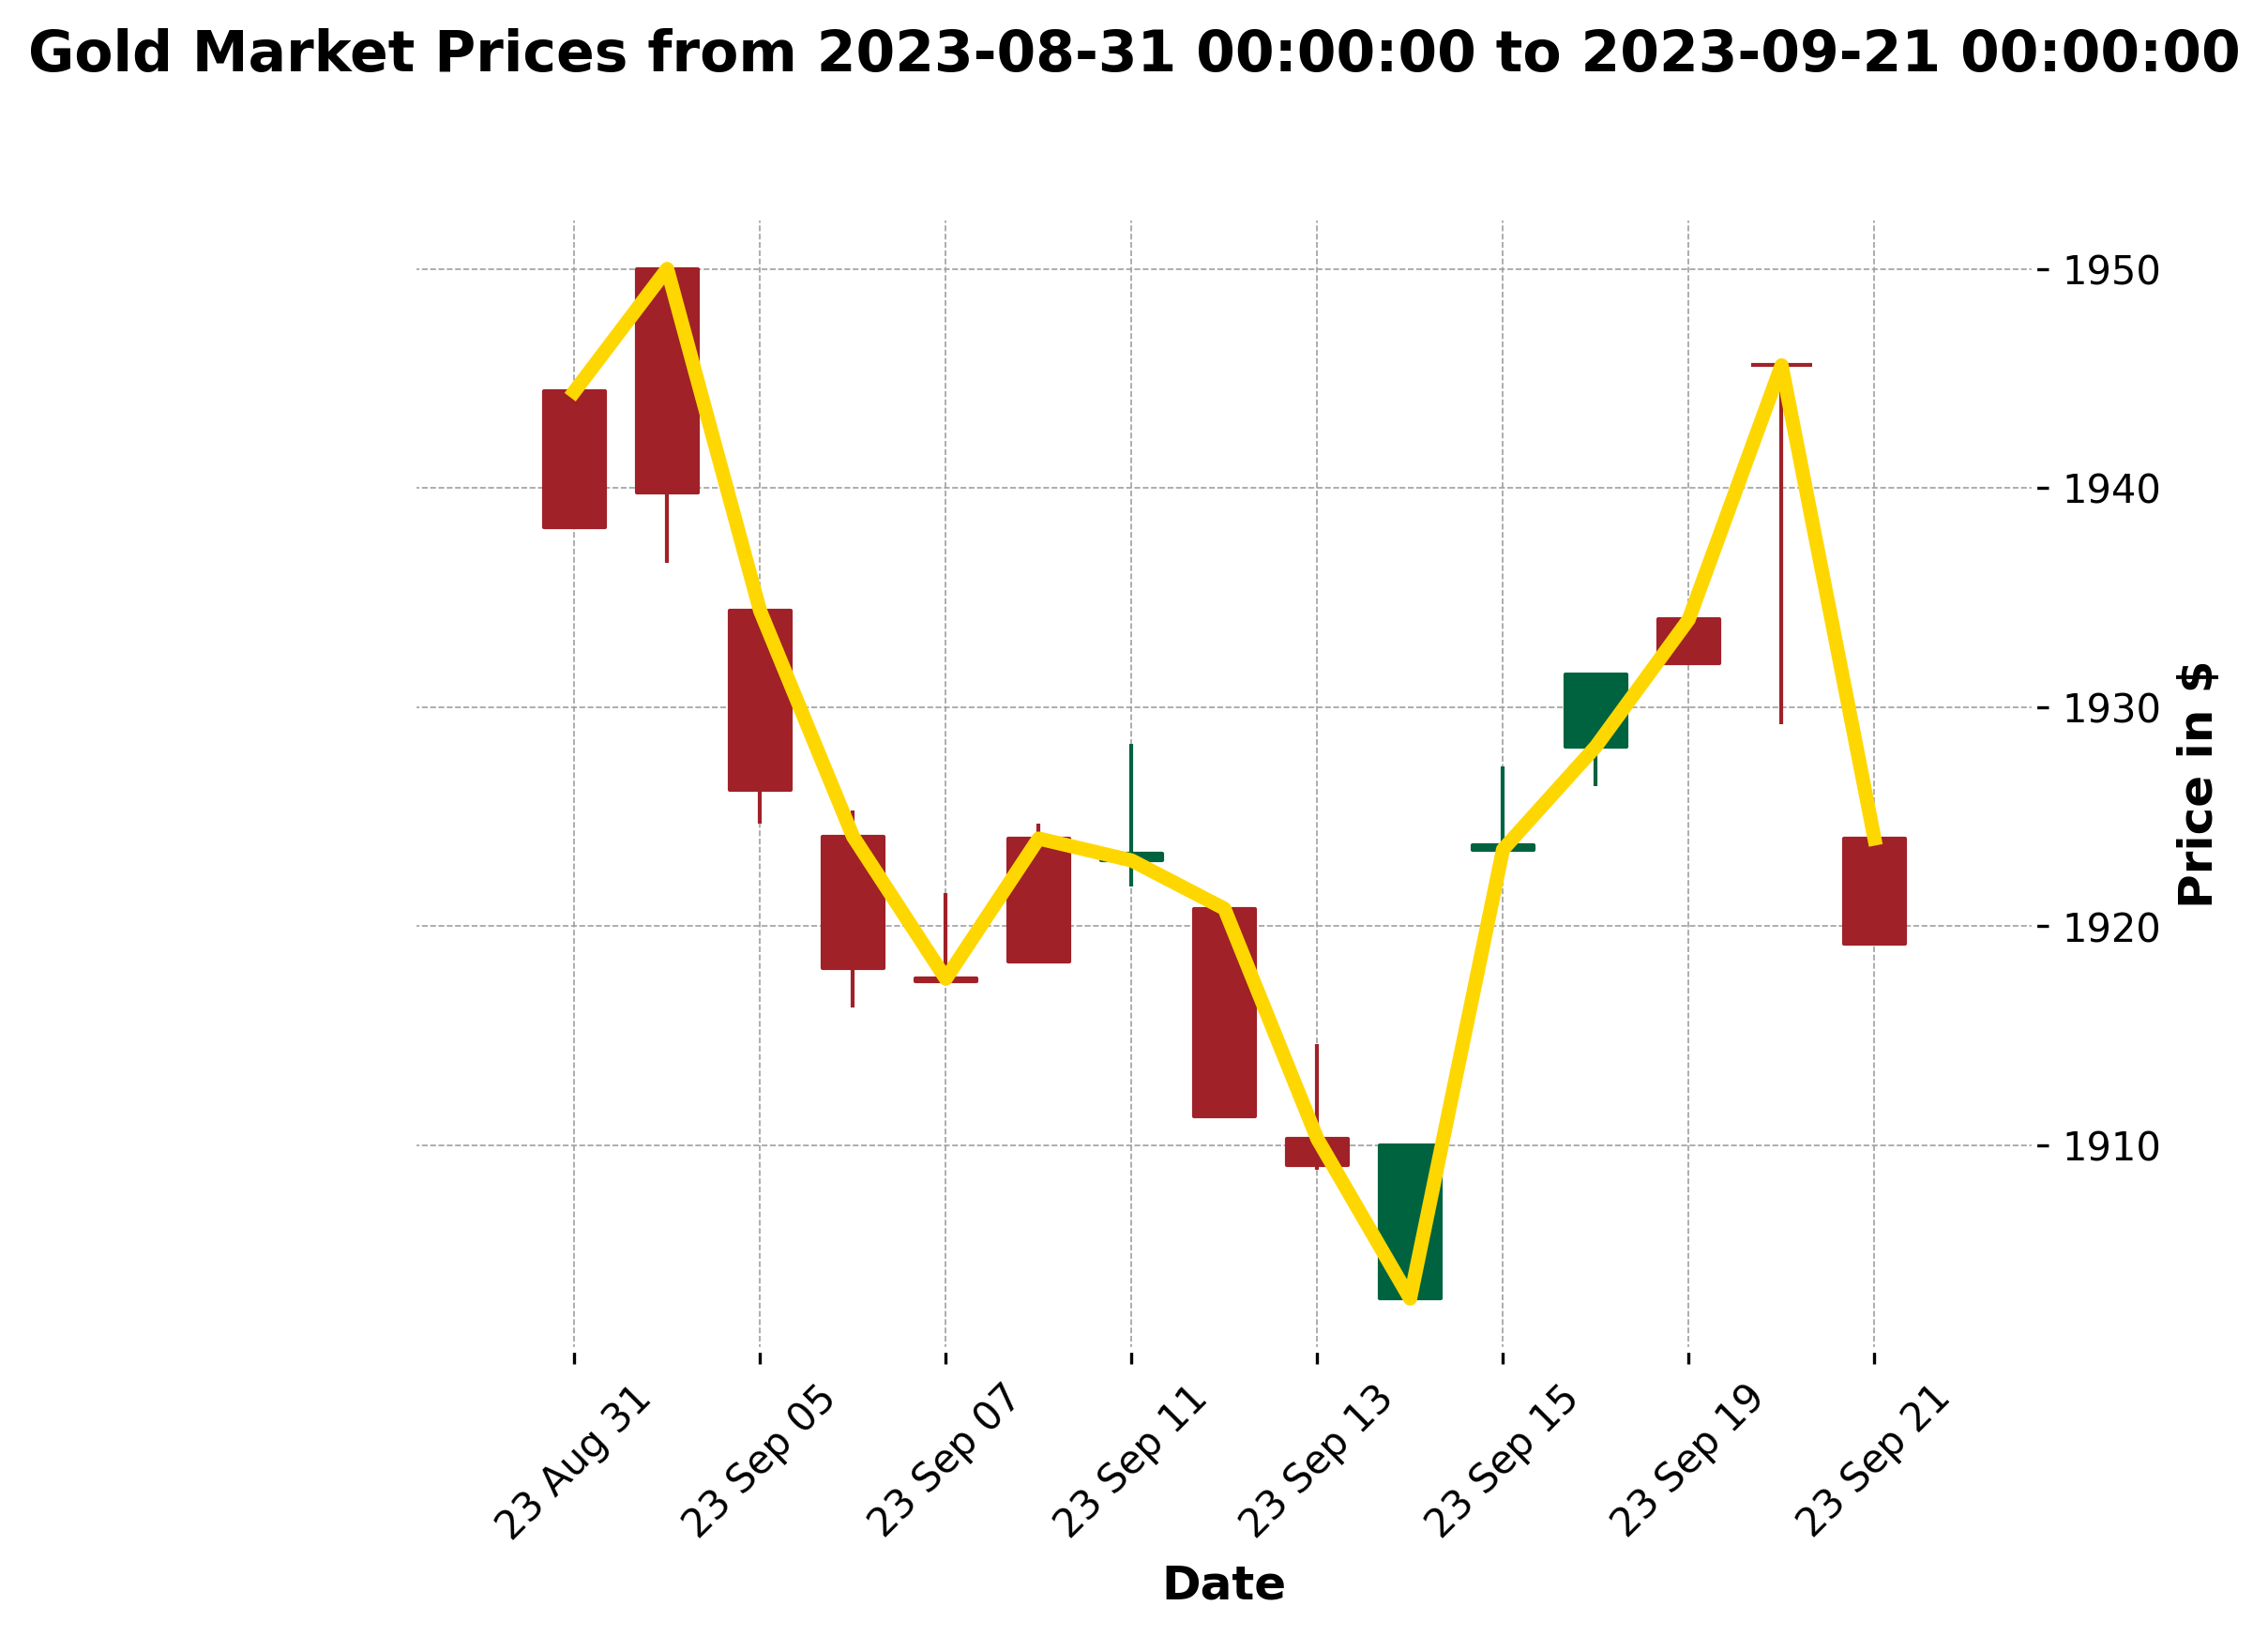 Gold Market Prices from 2023-08-31 00:00:00 to 2023-09-21 00:00:00
1950
1940
1930
1920
1910
Price in $
23 Aug 31
23 Sep 05
23 Sep 07
23 Sep 11
23 Sep 13
23 Sep 15
23 Sep 19
23 Sep 21
Date